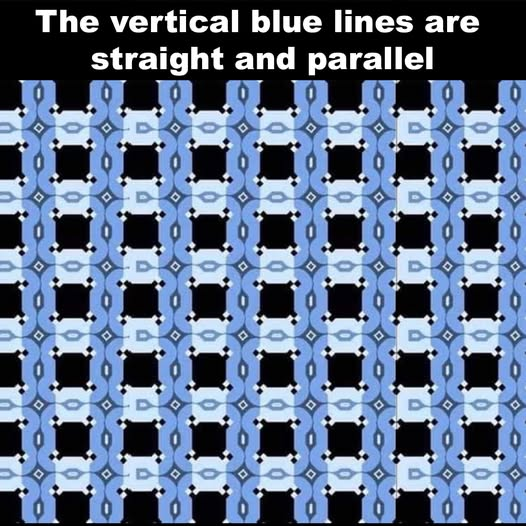 The vertical blue lines are
straight and parallel